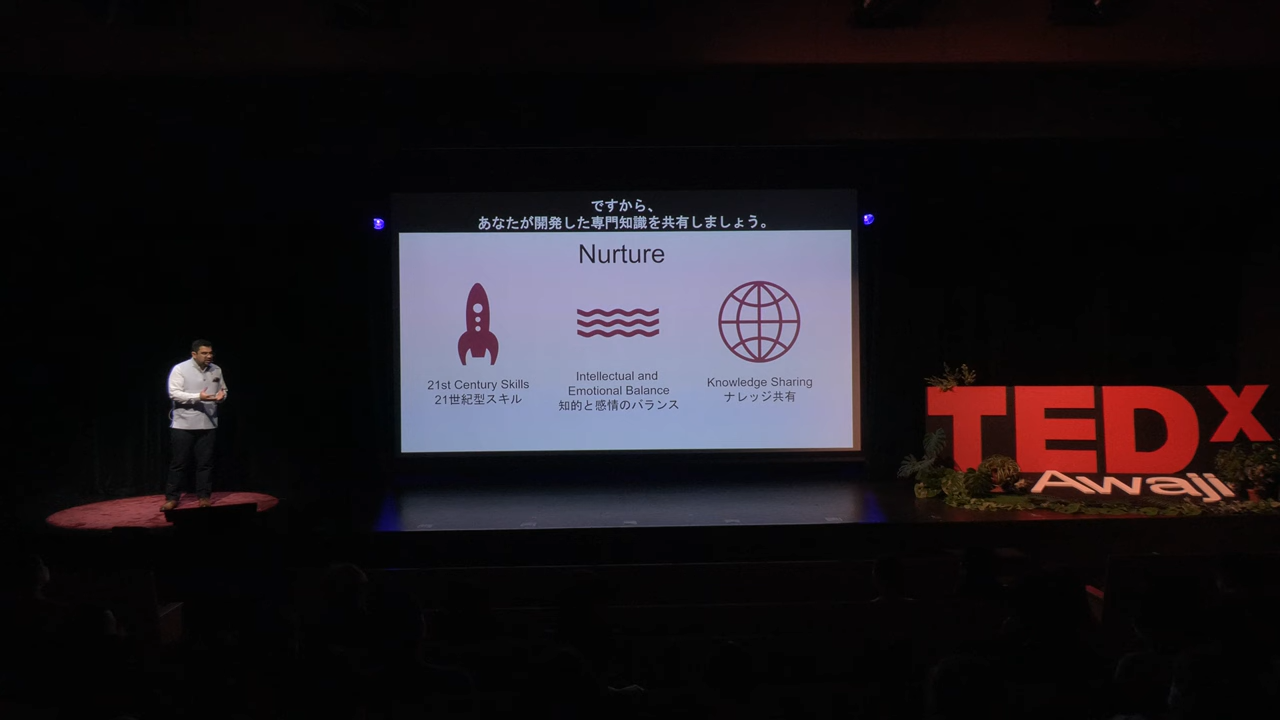 ですから、
あなたが開発した専門知識を共有しましょう。
Nurture
21st Century Skills
21世紀型スキル
Intellectual and
Emotional Balance
知的と感情のバランス
Knowledge Sharing
ナレッジ共有
TEDx
Awaji